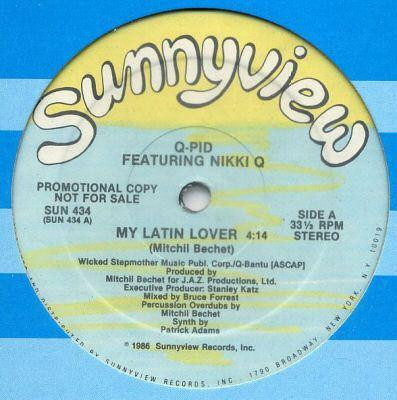 Sunnyview
Q-PID
FEATURING NIKKI Q
PROMOTIONAL COPY
NOT FOR SALE
SUN 434
(SUN 434 A)
SIDE A
33⅓ RPM
STEREO
MY LATIN LOVER 4:14
(Mitchil Bechet)
Wicked Stepmother Music Publ. Corp./Q-Bantu [ASCAP]
Produced by
Mitchil Bechet for J.A.Z. Productions, Ltd.
Executive Producer: Stanley Katz
Mixed by Bruce Forrest
Percussion Overdubs by
Mitchil Bechet
Synth by
Patrick Adams
℗ 1986 Sunnyview Records, Inc.
DISTRIBUTED BY SUNNYVIEW RECORDS, INC. 1790 BROADWAY, NEW YORK, N.Y. 10019